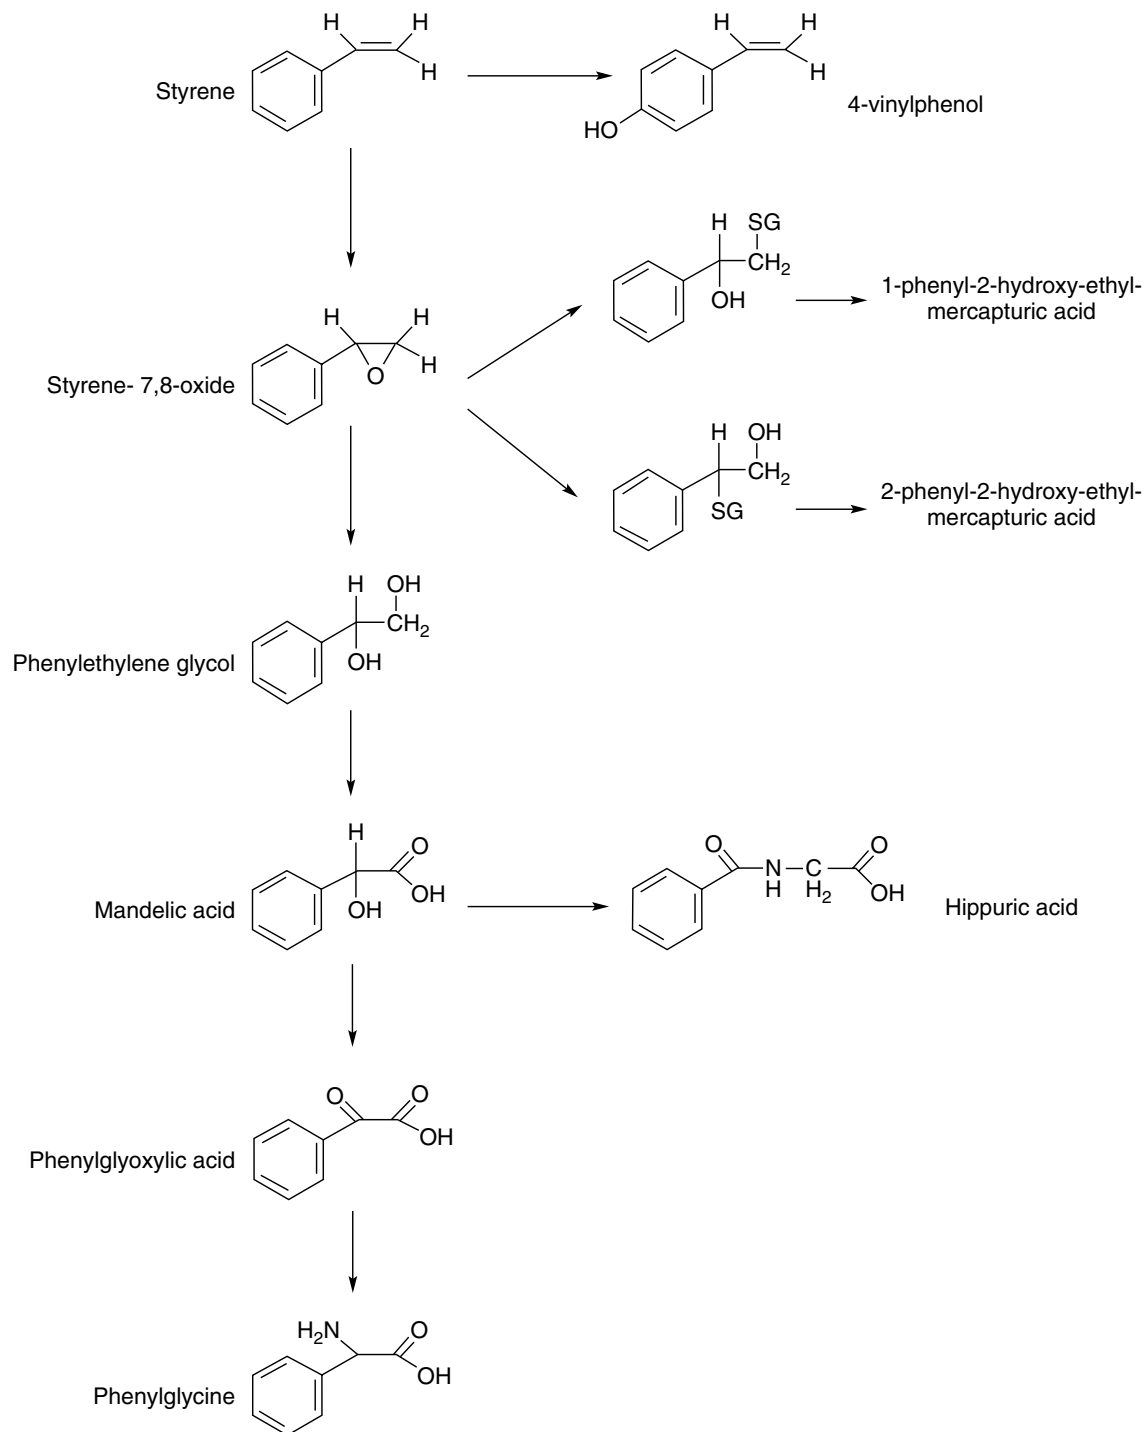 H H
H
Styrene
H H
H
HO
4-vinylphenol
H SG
CH2
OH
1-phenyl-2-hydroxy-ethyl-
mercapturic acid
H H
H
O
Styrene- 7,8-oxide
H OH
CH2
SG
2-phenyl-2-hydroxy-ethyl-
mercapturic acid
H OH
CH2
OH
Phenylethylene glycol
H
O
OH
OH
Mandelic acid
O
N
H
C
H2
O
OH
Hippuric acid
O O
OH
Phenylglyoxylic acid
H2N O
OH
Phenylglycine